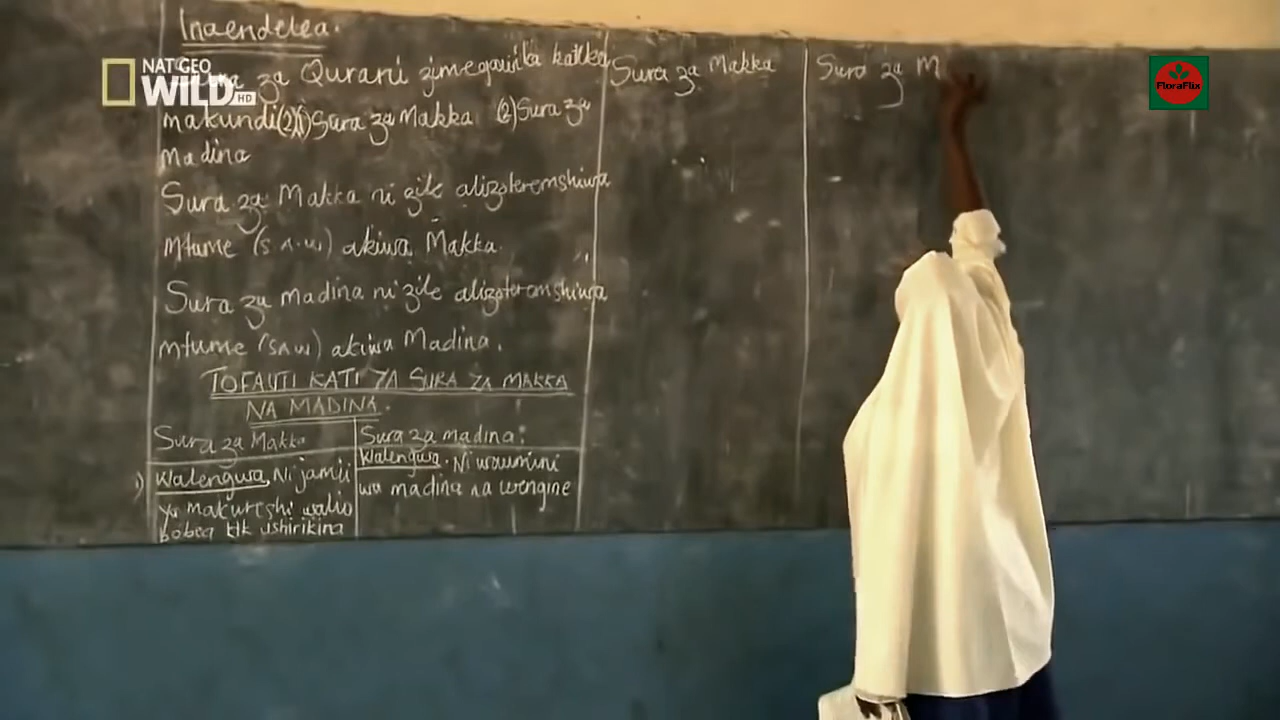 Inaendelea.
NAT GEO
WILD HD
za Qurani zimegawika katika
makundi(2)(1)Sura za Makka (2)Sura za
madina
Sura za Makka ni zile alizoteremshiwa
mtume (S.A.W) akiwa Makka.
Sura za madina ni zile alizoteremshiwa
mtume (SAW) akiwa Madina.
TOFAUTI KATI YA SURA ZA MAKKA
NA MADINA.
Sura za Makka
i) Walengwa, Ni jamii
ya Makureshi walio
bobea ktk ushirikina
Sura za madina:
Walengwa. Ni waumini
wa madina na wengine
Sura za Makka
Sura za M
FloraFlix